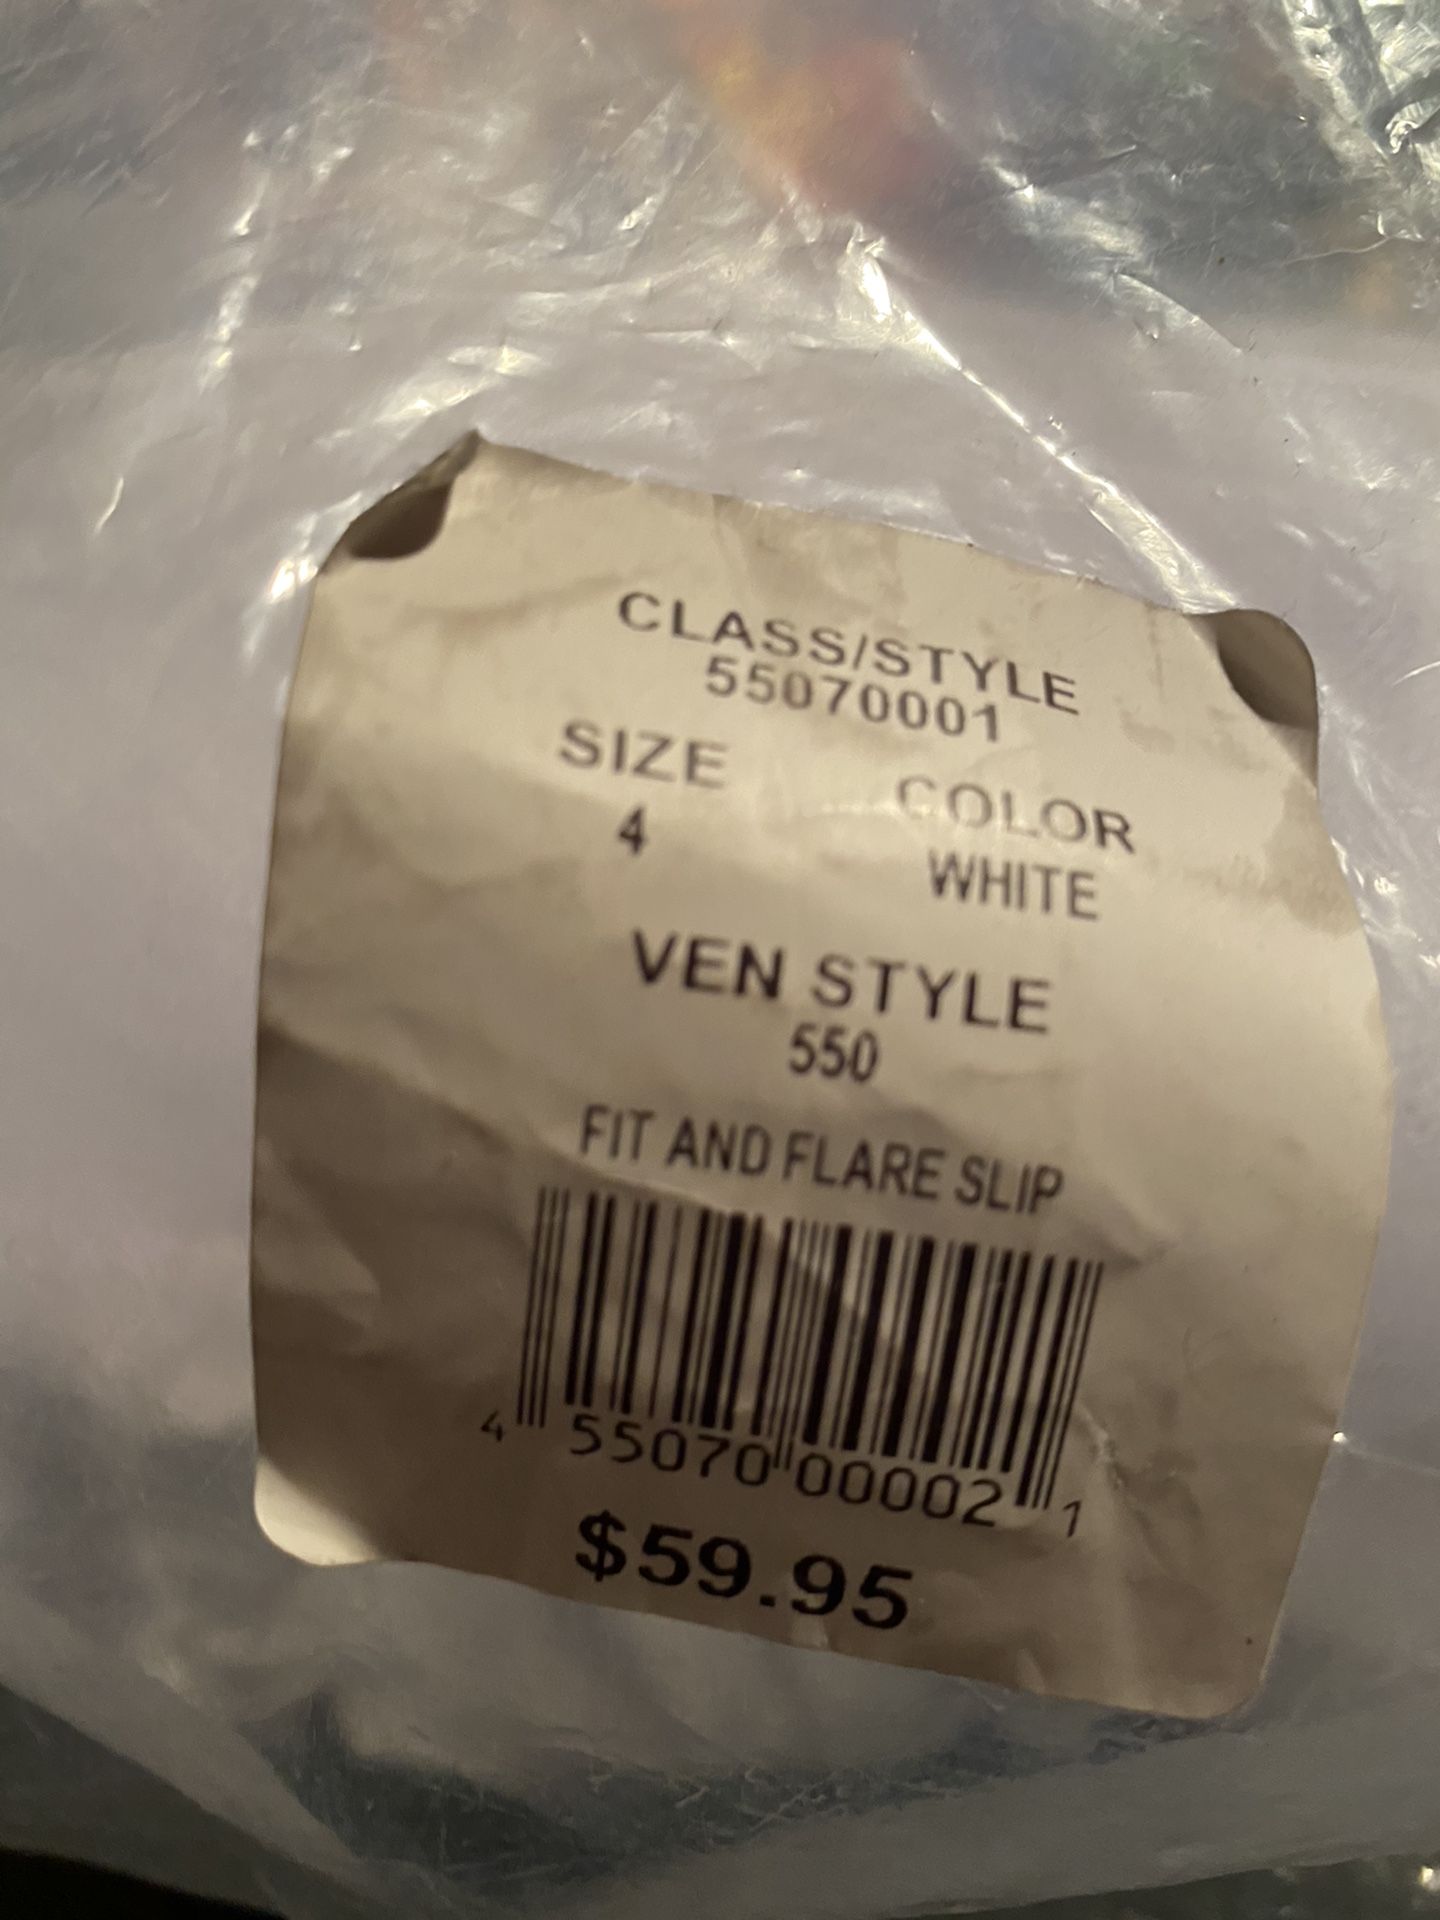 CLASS/STYLE
55070001
SIZE COLOR
4 WHITE
VEN STYLE
550
FIT AND FLARE SLIP
4 55070 00002 1
$59.95